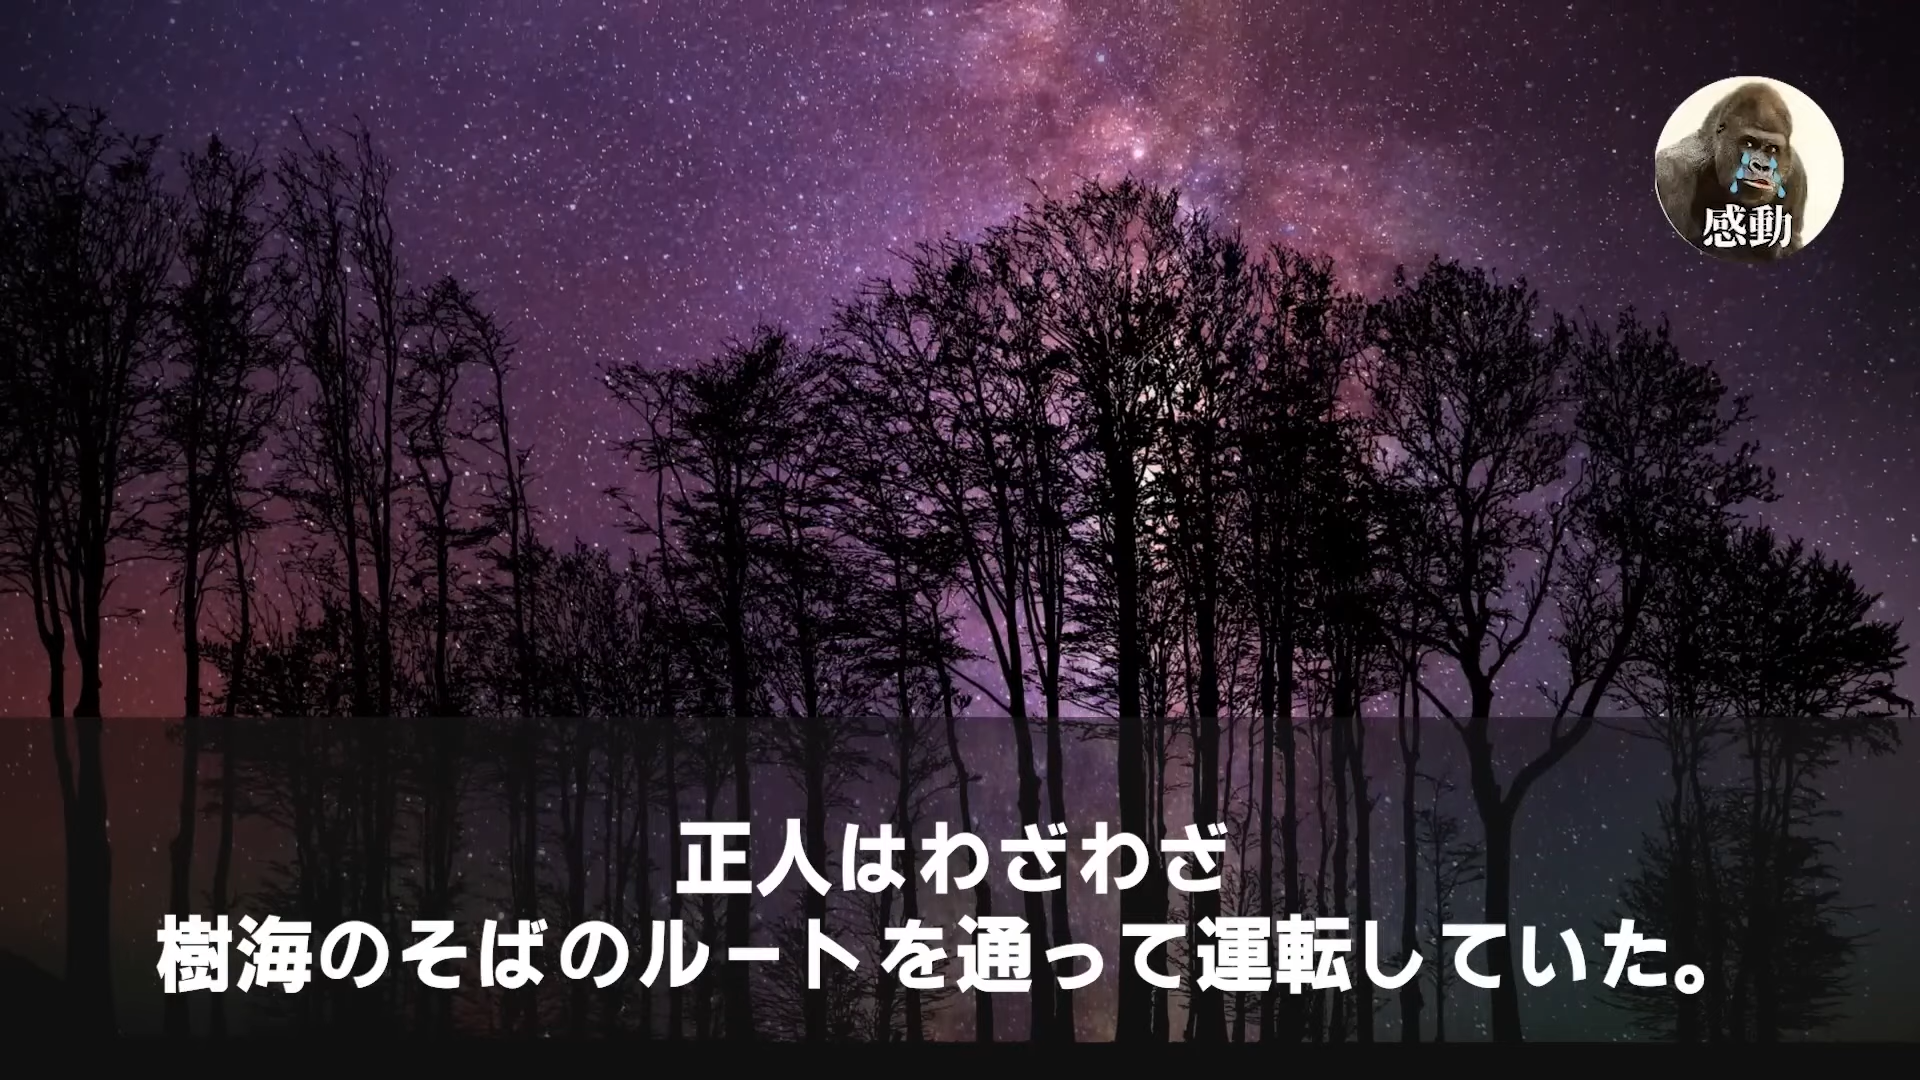 感動
正人はわざわざ
樹海のそばのルートを通って運転していた。